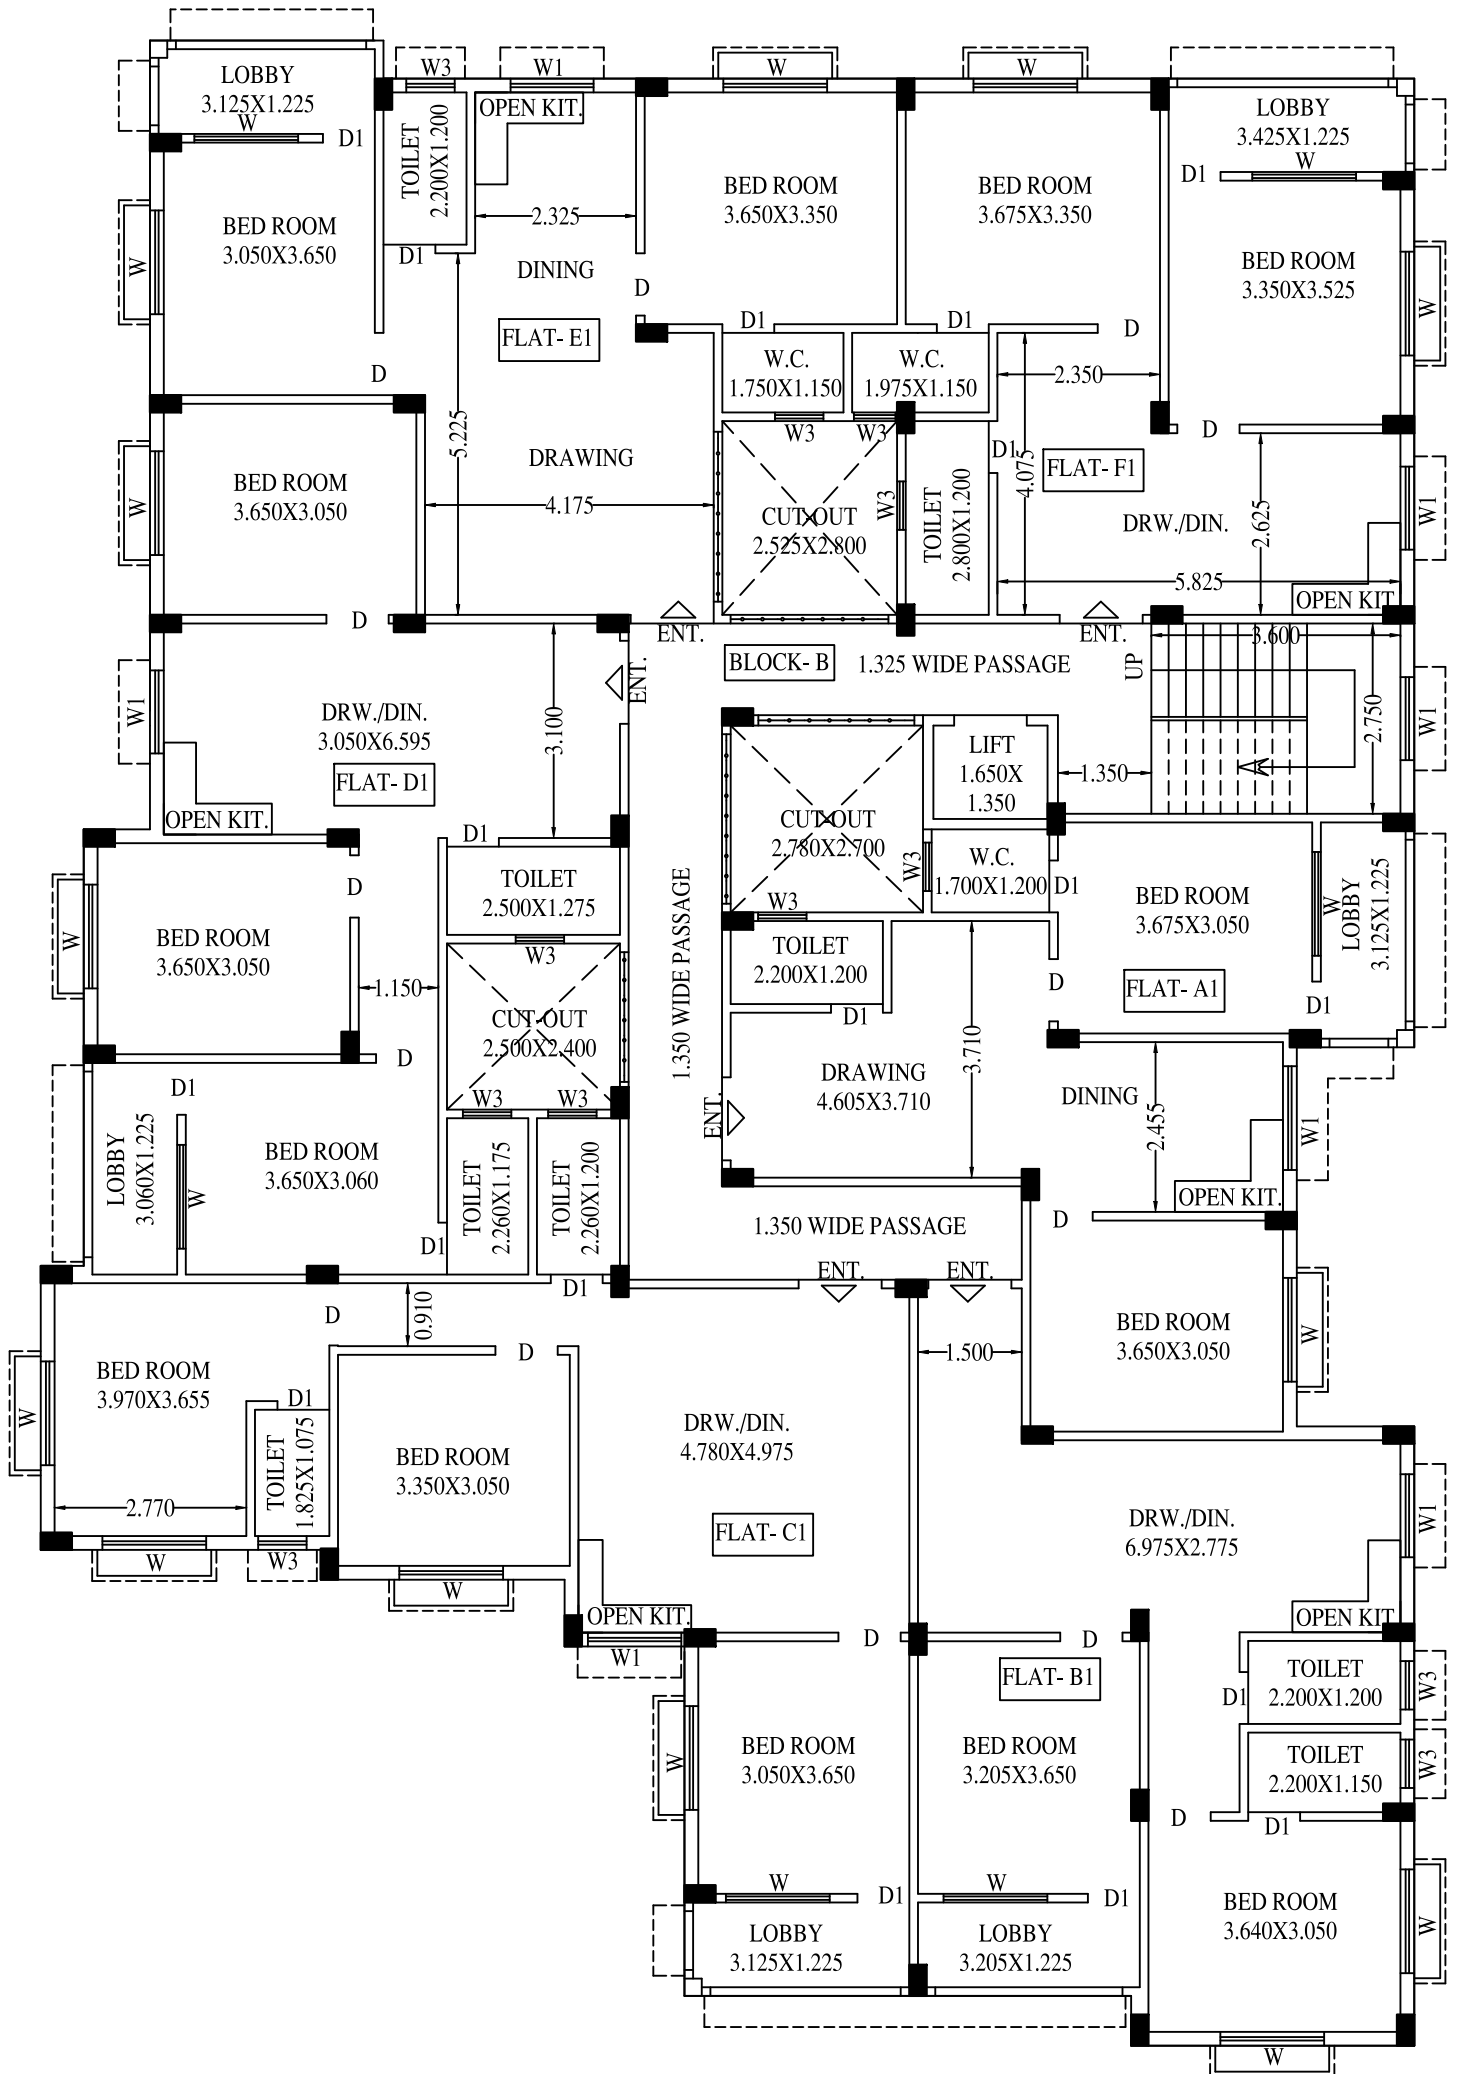 LOBBY
3.125X1.225
W
D1
W3
W1
OPEN KIT.
TOILET
2.200X1.200
D1
2.325
W
W
LOBBY
3.425X1.225
W
D1
BED ROOM
3.050X3.650
W
D
DINING
FLAT- E1
D
BED ROOM
3.650X3.350
D1
BED ROOM
3.675X3.350
D1
D
BED ROOM
3.350X3.525
W
D
W.C.
1.750X1.150
W3
W.C.
1.975X1.150
W3
2.350
5.225
BED ROOM
3.650X3.050
W
D
DRAWING
4.175
CUT-OUT
2.525X2.800
W3
TOILET
2.800X1.200
D1
4.075
FLAT- F1
DRW./DIN.
2.625
W1
5.825
OPEN KIT
ENT.
ENT.
ENT.
BLOCK- B
1.325 WIDE PASSAGE
UP
3.600
2.750
W1
W1
DRW./DIN.
3.050X6.595
FLAT- D1
3.100
OPEN KIT.
LIFT
1.650X
1.350
1.350
CUT-OUT
2.780X2.700
W3
W3
W.C.
1.700X1.200
D1
BED ROOM
3.675X3.050
W
LOBBY
3.125X1.225
D1
D1
TOILET
2.500X1.275
W3
D
BED ROOM
3.650X3.050
W
1.150
D
1.350 WIDE PASSAGE
TOILET
2.200X1.200
D1
D
FLAT- A1
CUT-OUT
2.500X2.400
W3
W3
DRAWING
4.605X3.710
3.710
ENT.
DINING
2.455
W1
OPEN KIT.
D
D1
LOBBY
3.060X1.225
W
BED ROOM
3.650X3.060
D1
TOILET
2.260X1.175
TOILET
2.260X1.200
D1
1.350 WIDE PASSAGE
ENT.
ENT.
D
0.910
D
BED ROOM
3.970X3.655
W
D1
TOILET
1.825X1.075
2.770
W
W3
BED ROOM
3.350X3.050
W
DRW./DIN.
4.780X4.975
FLAT- C1
1.500
BED ROOM
3.650X3.050
W
DRW./DIN.
6.975X2.775
W1
OPEN KIT.
W1
OPEN KIT
D
D
FLAT- B1
TOILET
2.200X1.200
D1
W3
TOILET
2.200X1.150
W3
D
D1
BED ROOM
3.050X3.650
W
BED ROOM
3.205X3.650
W
D1
W
D1
LOBBY
3.125X1.225
LOBBY
3.205X1.225
BED ROOM
3.640X3.050
W
W